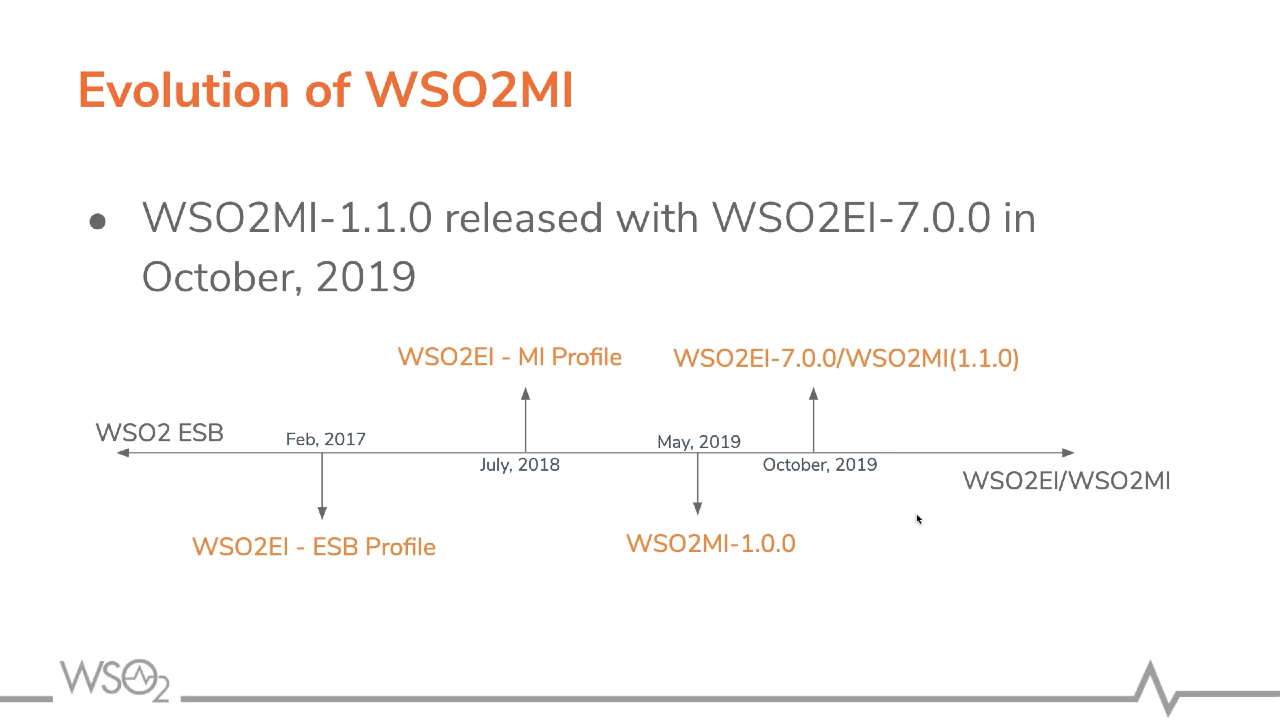 Evolution of WSO2MI
● WSO2MI-1.1.0 released with WSO2EI-7.0.0 in
October, 2019
WSO2EI - MI Profile
WSO2EI-7.0.0/WSO2MI(1.1.0)
WSO2 ESB
Feb, 2017
May, 2019
July, 2018
October, 2019
WSO2EI/WSO2MI
WSO2EI - ESB Profile
WSO2MI-1.0.0
WSO2